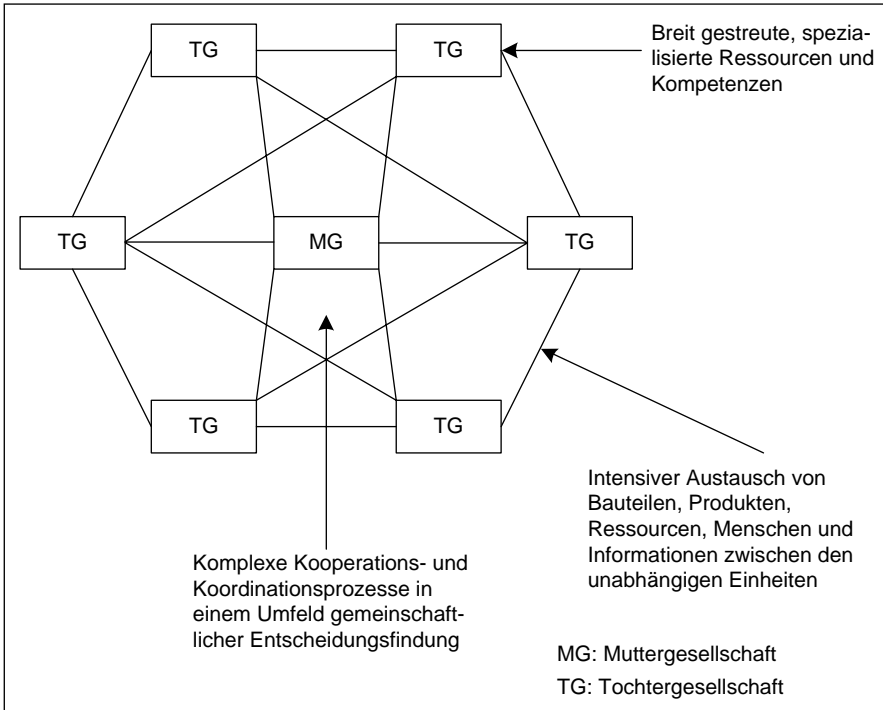 TG
TG
Breit gestreute, spezia-
lisierte Ressourcen und
Kompetenzen
TG
MG
TG
TG
TG
Intensiver Austausch von
Bauteilen, Produkten,
Ressourcen, Menschen und
Informationen zwischen den
unabhängigen Einheiten
Komplexe Kooperations- und
Koordinationsprozesse in
einem Umfeld gemeinschaft-
licher Entscheidungsfindung
MG: Muttergesellschaft
TG: Tochtergesellschaft